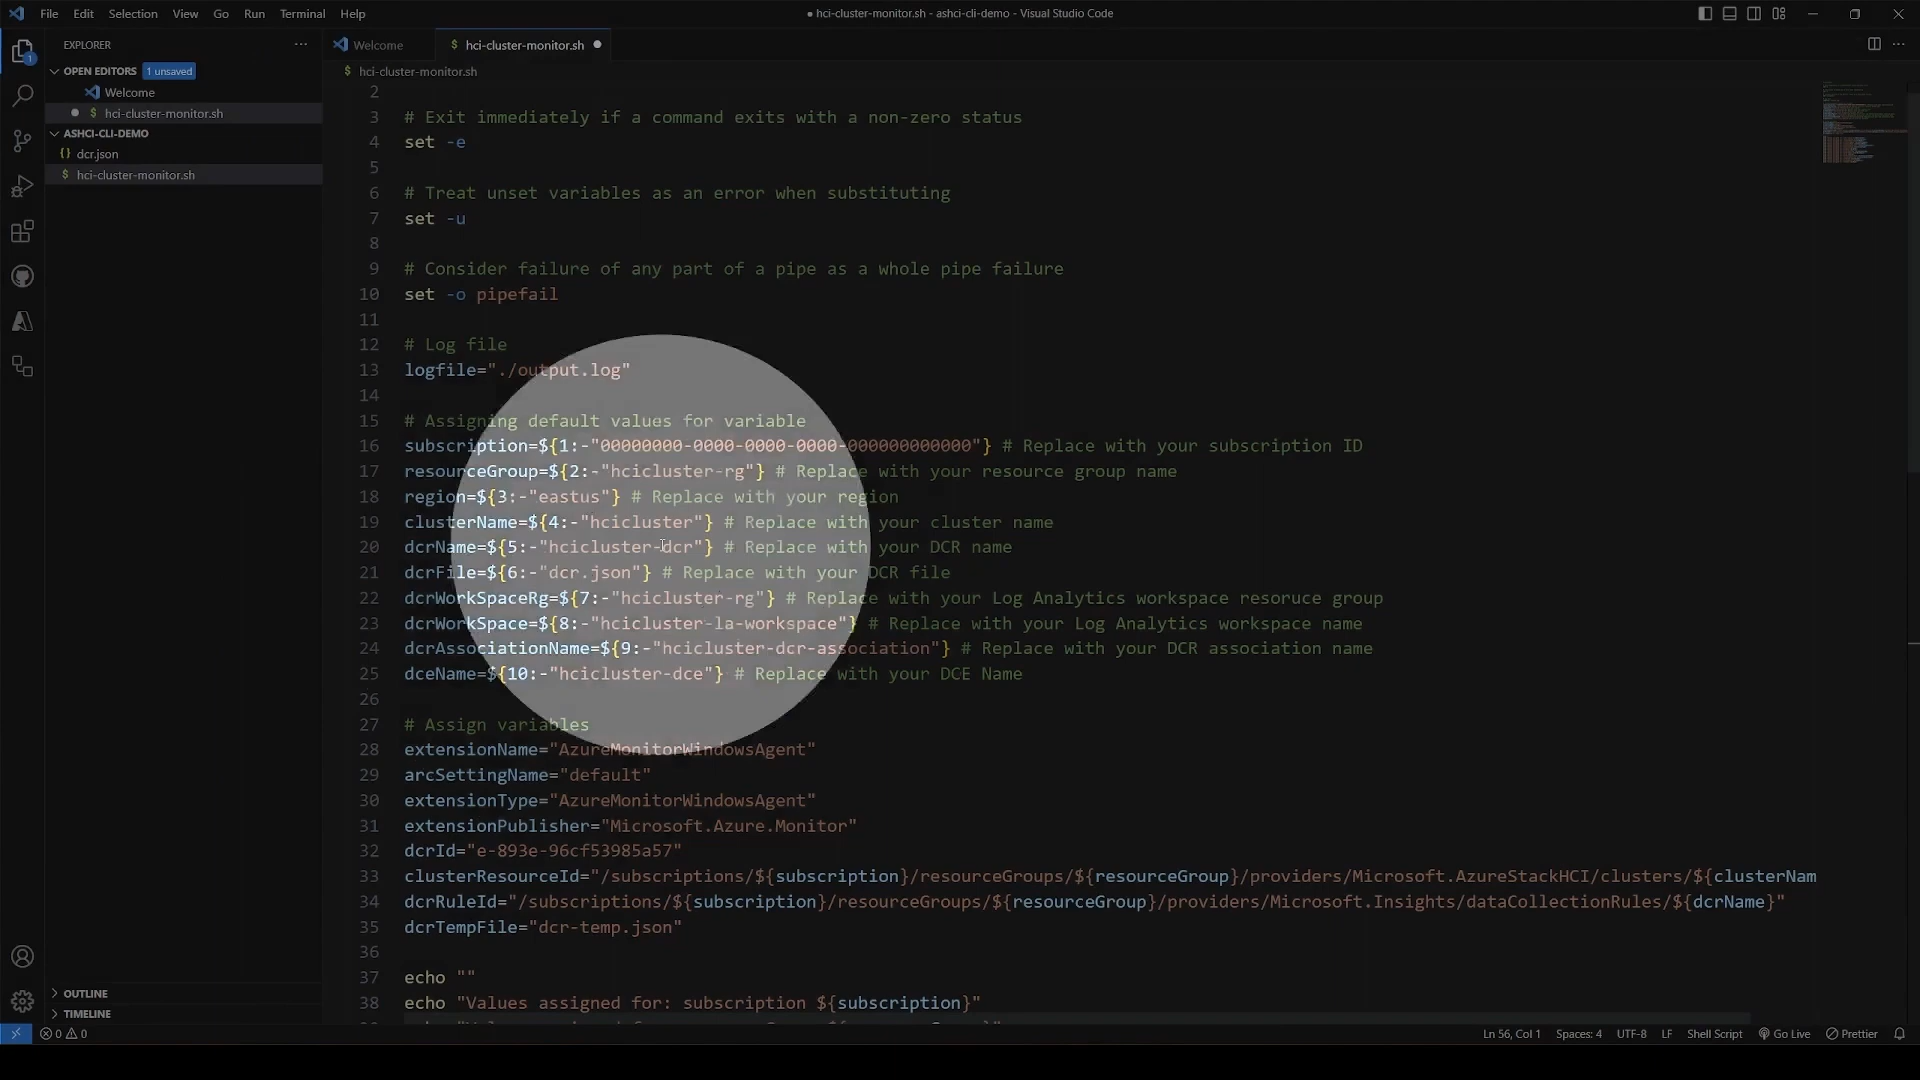 File Edit Selection View Go Run Terminal Help
● hci-cluster-monitor.sh - ashci-cli-demo - Visual Studio Code
EXPLORER
Welcome
$ hci-cluster-monitor.sh
OPEN EDITORS 1 unsaved
$ hci-cluster-monitor.sh
Welcome
$ hci-cluster-monitor.sh
ASHCI-CLI-DEMO
{} dcr.json
$ hci-cluster-monitor.sh
1
2
3 # Exit immediately if a command exits with a non-zero status
4 set -e
5
6 # Treat unset variables as an error when substituting
7 set -u
8
9 # Consider failure of any part of a pipe as a whole pipe failure
10 set -o pipefail
11
12 # Log file
13 logfile="./output.log"
14
15 # Assigning default values for variable
16 subscription=${1:-"00000000-0000-0000-0000-000000000000"} # Replace with your subscription ID
17 resourceGroup=${2:-"hcicluster-rg"} # Replace with your resource group name
18 region=${3:-"eastus"} # Replace with your region
19 clusterName=${4:-"hcicluster"} # Replace with your cluster name
20 dcrName=${5:-"hcicluster-dcr"} # Replace with your DCR name
21 dcrFile=${6:-"dcr.json"} # Replace with your DCR file
22 dcrWorkSpaceRg=${7:-"hcicluster-rg"} # Replace with your Log Analytics workspace resoruce group
23 dcrWorkSpace=${8:-"hcicluster-la-workspace"} # Replace with your Log Analytics workspace name
24 dcrAssociationName=${9:-"hcicluster-dcr-association"} # Replace with your DCR association name
25 dceName=${10:-"hcicluster-dce"} # Replace with your DCE Name
26
27 # Assign variables
28 extensionName="AzureMonitorWindowsAgent"
29 arcSettingName="default"
30 extensionType="AzureMonitorWindowsAgent"
31 extensionPublisher="Microsoft.Azure.Monitor"
32 dcrId="e-893e-96cf53985a57"
33 clusterResourceId="/subscriptions/${subscription}/resourceGroups/${resourceGroup}/providers/Microsoft.AzureStackHCI/clusters/${clusterNam
34 dcrRuleId="/subscriptions/${subscription}/resourceGroups/${resourceGroup}/providers/Microsoft.Insights/dataCollectionRules/${dcrName}"
35 dcrTempFile="dcr-temp.json"
36
37 echo ""
38 echo "Values assigned for: subscription ${subscription}"
OUTLINE
TIMELINE
0 0
Ln 56, Col 1 Spaces: 4 UTF-8 LF Shell Script Go Live Prettier